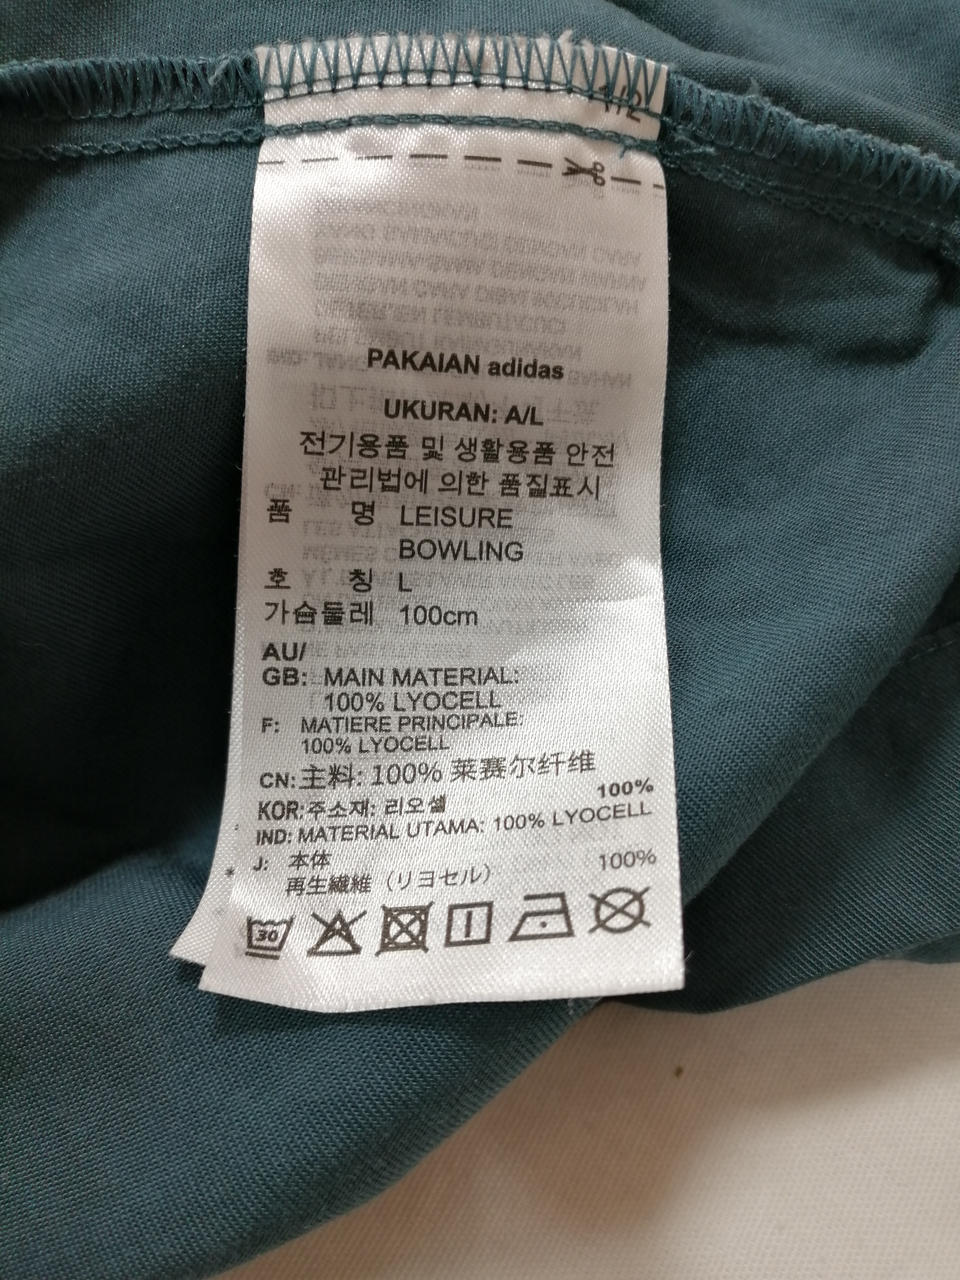 1/2
PAKAIAN adidas
UKURAN: A/L
전기용품 및 생활용품 안전
관리법에 의한 품질표시
품 명 LEISURE
BOWLING
호 칭 L
가슴둘레 100cm
AU/
GB: MAIN MATERIAL:
100% LYOCELL
F: MATIERE PRINCIPALE:
100% LYOCELL
CN: 主料: 100% 莱赛尔纤维
KOR: 주소재: 리오셀 100%
IND: MATERIAL UTAMA: 100% LYOCELL
J: 本体
再生繊維（リヨセル） 100%
30